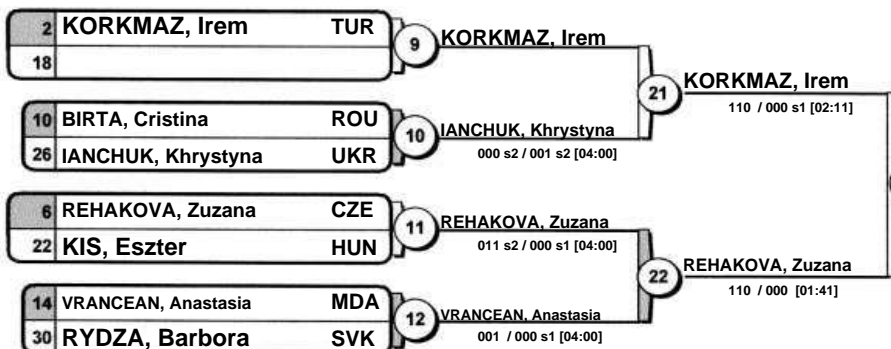 2 KORKMAZ, Irem TUR
18
9
KORKMAZ, Irem
10 BIRTA, Cristina ROU
26 IANCHUK, Khrystyna UKR
10
IANCHUK, Khrystyna
000 s2 / 001 s2 [04:00]
21
KORKMAZ, Irem
110 / 000 s1 [02:11]
6 REHAKOVA, Zuzana CZE
22 KIS, Eszter HUN
11
REHAKOVA, Zuzana
011 s2 / 000 s1 [04:00]
14 VRANCEAN, Anastasia MDA
30 RYDZA, Barbora SVK
12
VRANCEAN, Anastasia
001 / 000 s1 [04:00]
22
REHAKOVA, Zuzana
110 / 000 [01:41]